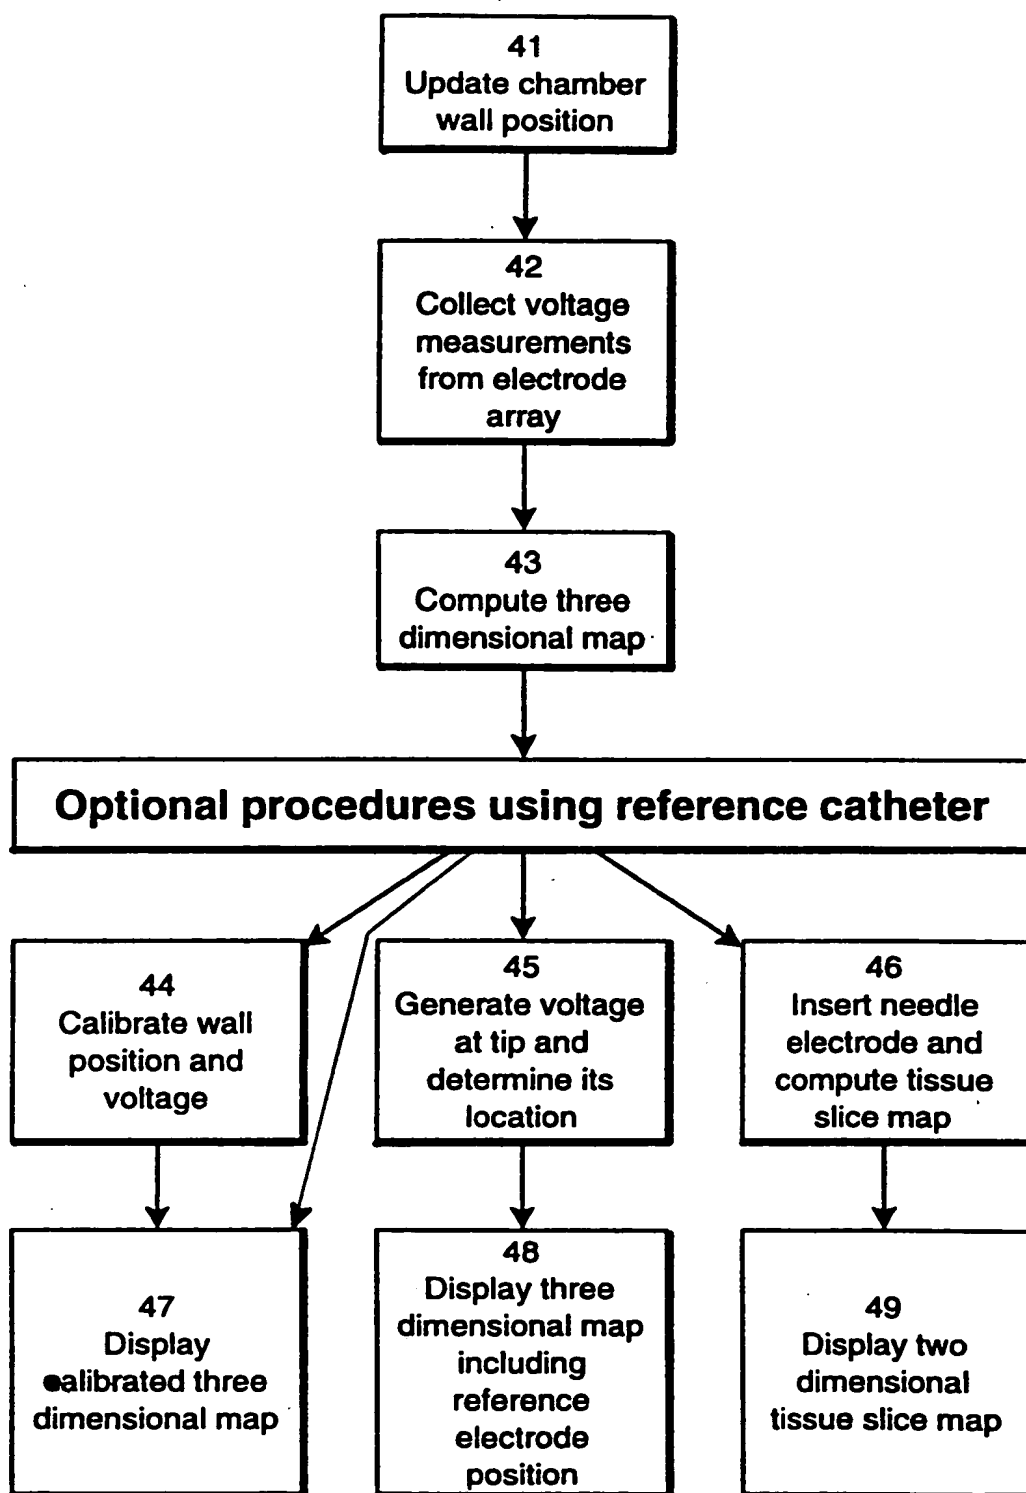 41
Update chamber
wall position
42
Collect voltage
measurements
from electrode
array
43
Compute three
dimensional map
Optional procedures using reference catheter
44
Calibrate wall
position and
voltage
45
Generate voltage
at tip and
determine its
location
46
Insert needle
electrode and
compute tissue
slice map
47
Display
calibrated three
dimensional map
48
Display three
dimensional map
including
reference
electrode
position
49
Display two
dimensional
tissue slice map